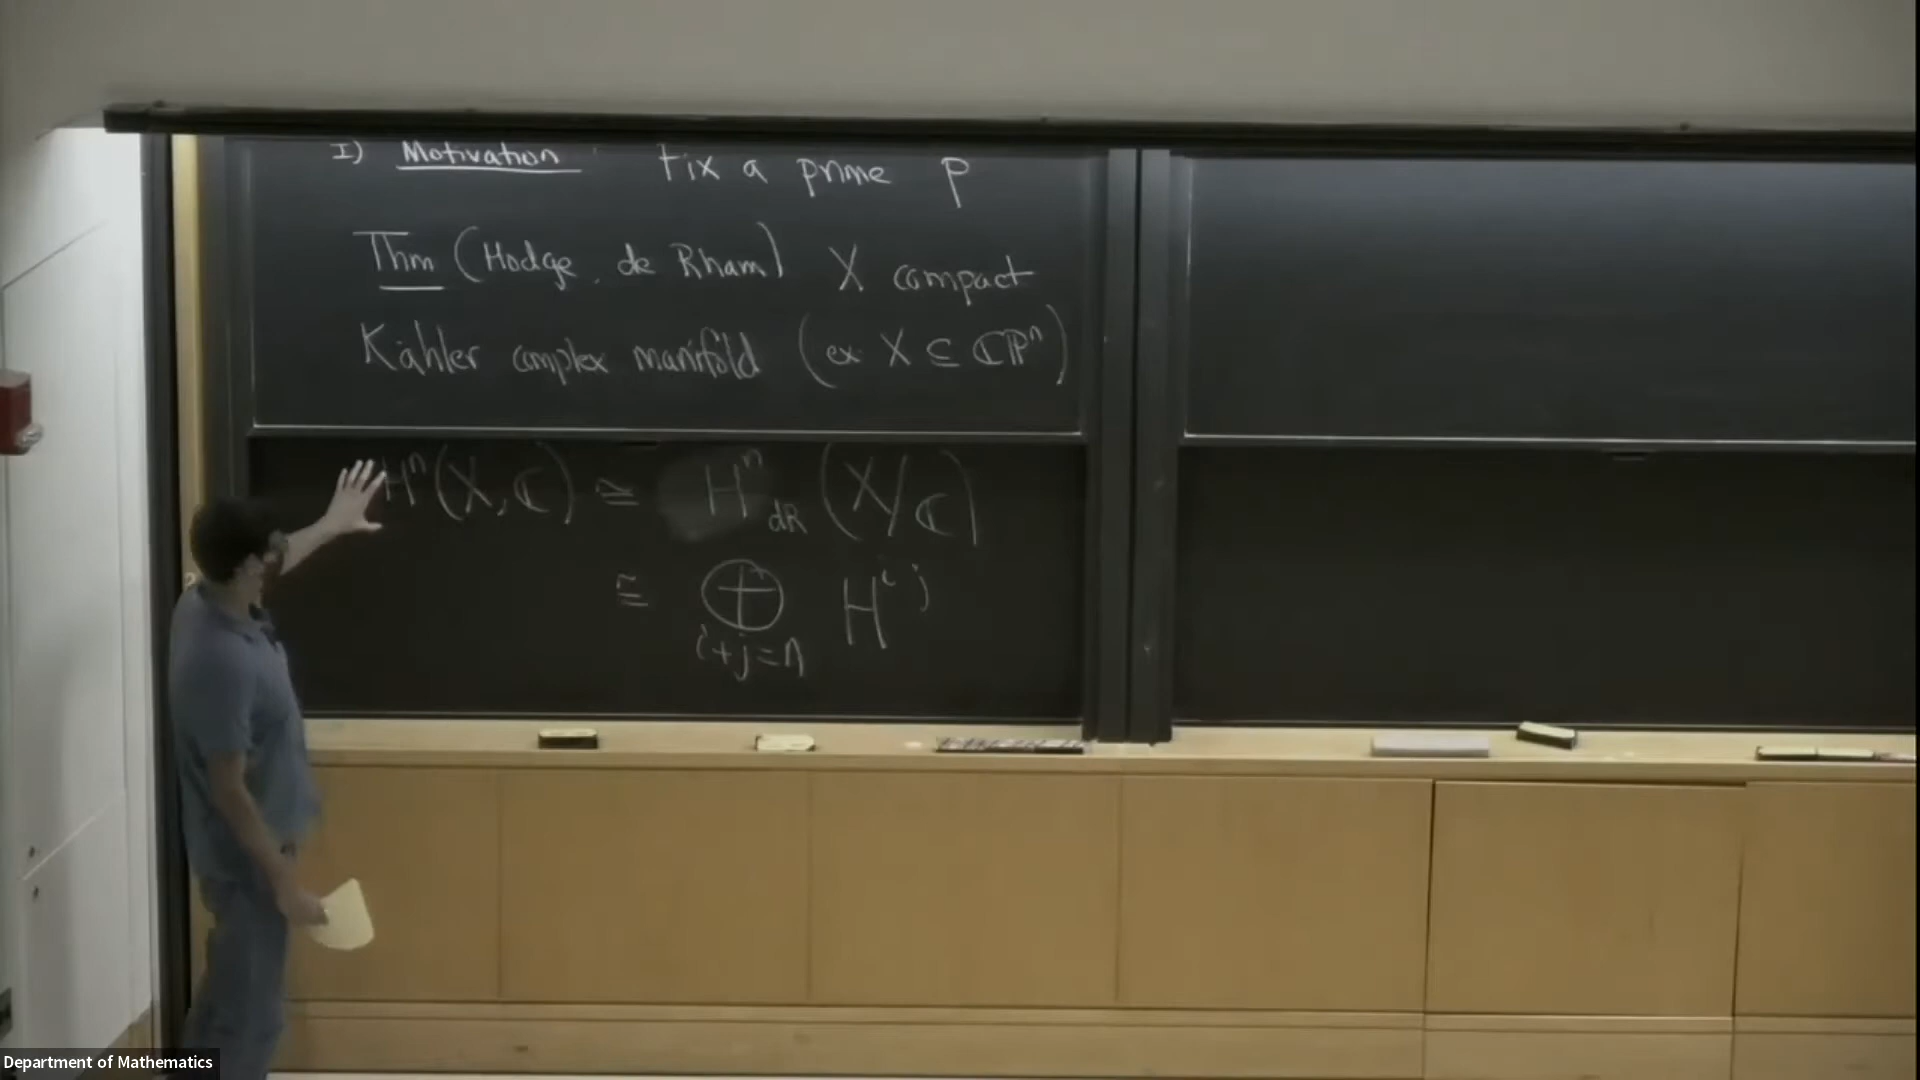 I) Motivation Fix a prime p
Thm (Hodge, de Rham) X compact
Kähler complex manifold (ex X ⊆ ℂℙⁿ)
Hⁿ(X, ℂ) ≅ Hⁿ_dR (X/ℂ)
≅ ⊕_{i+j=n} H^{i j}
Department of Mathematics